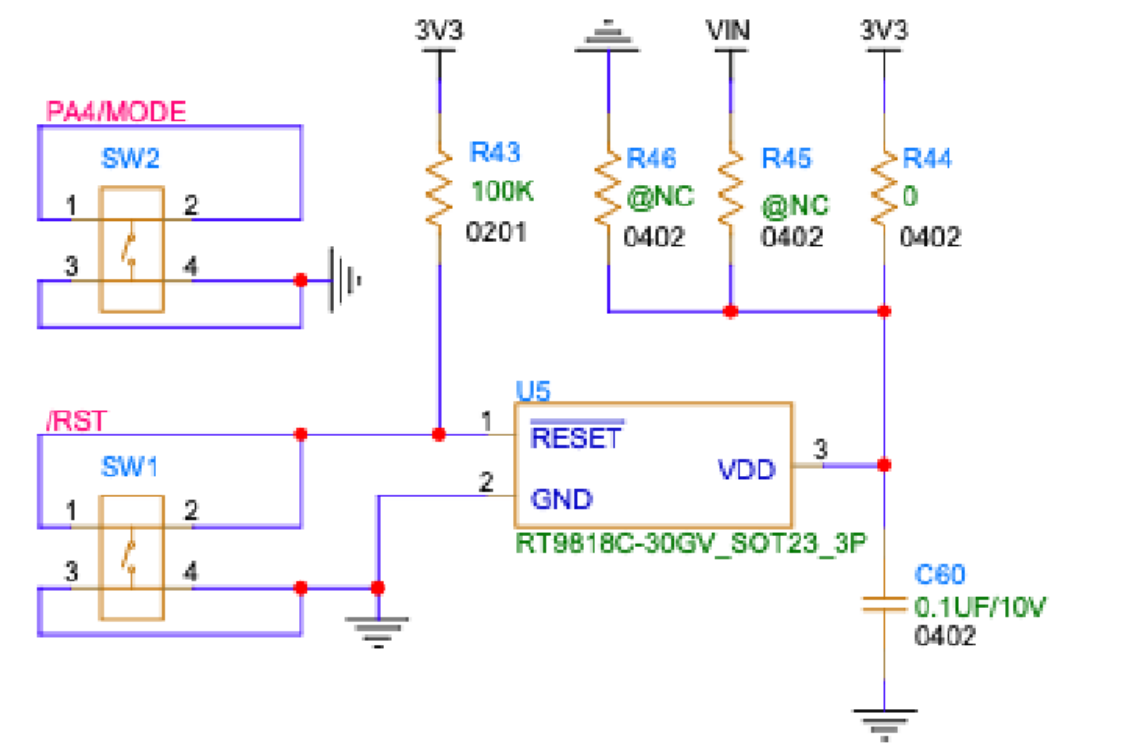 3V3
VIN
3V3
PA4/MODE
SW2
1
2
3
4
R43
100K
0201
R46
@NC
0402
R45
@NC
0402
R44
0
0402
/RST
SW1
1
2
3
4
U5
1
RESET
2
GND
VDD
3
RT9818C-30GV_SOT23_3P
C60
0.1UF/10V
0402